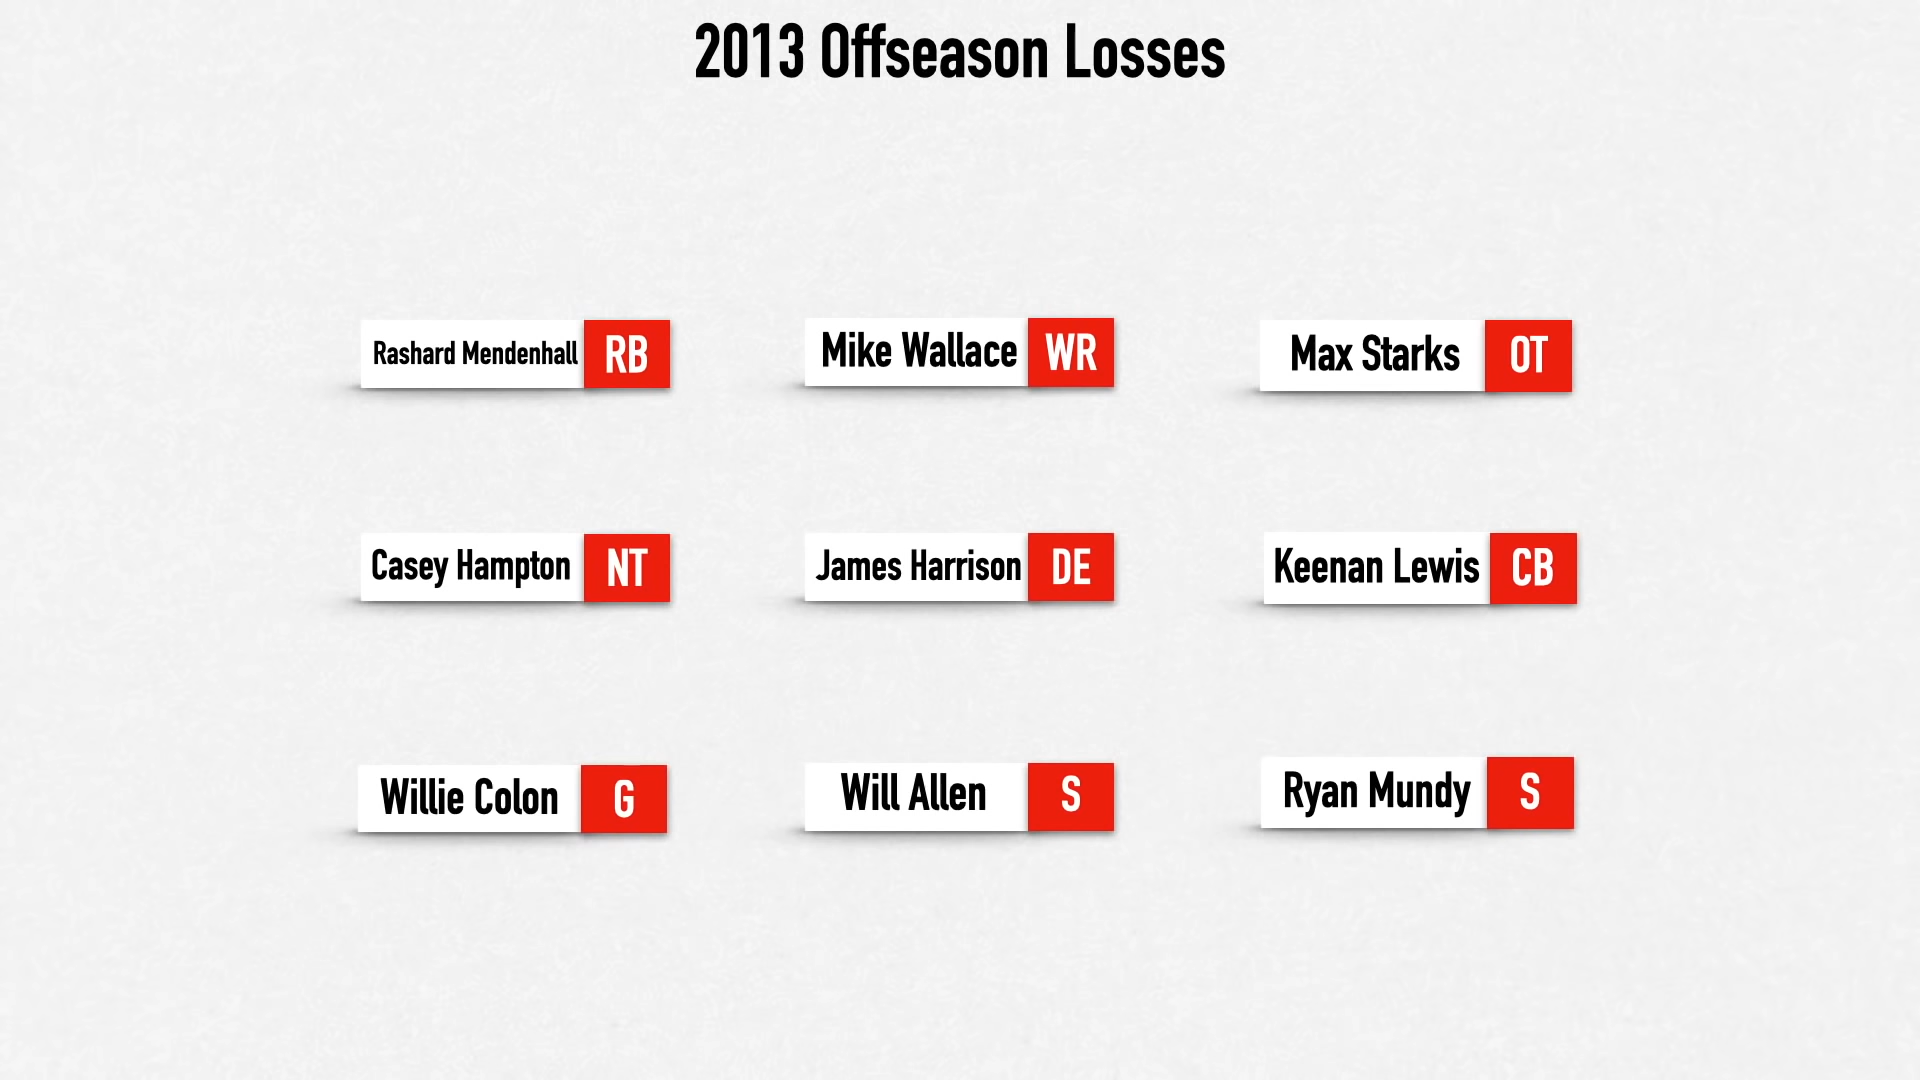 2013 Offseason Losses
Rashard Mendenhall RB
Mike Wallace WR
Max Starks OT
Casey Hampton NT
James Harrison DE
Keenan Lewis CB
Willie Colon G
Will Allen S
Ryan Mundy S